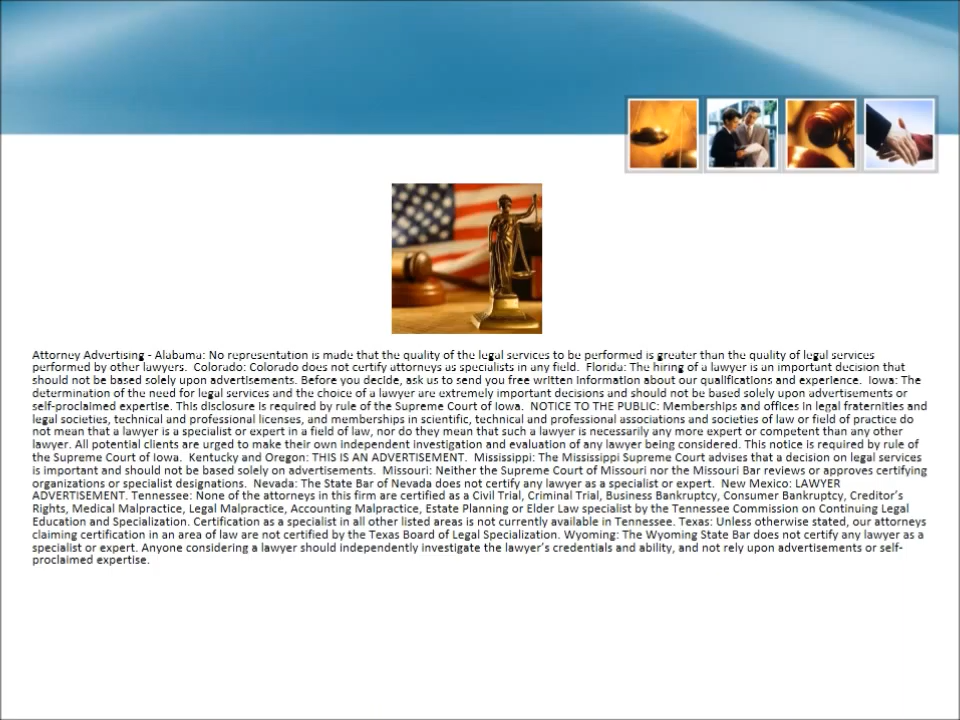 Attorney Advertising - Alabama: No representation is made that the quality of the legal services to be performed is greater than the quality of legal services
performed by other lawyers.  Colorado: Colorado does not certify attorneys as specialists in any field.  Florida: The hiring of a lawyer is an important decision that
should not be based solely upon advertisements. Before you decide, ask us to send you free written information about our qualifications and experience.  Iowa: The
determination of the need for legal services and the choice of a lawyer are extremely important decisions and should not be based solely upon advertisements or
self-proclaimed expertise. This disclosure is required by rule of the Supreme Court of Iowa.  NOTICE TO THE PUBLIC: Memberships and offices in legal fraternities and
legal societies, technical and professional licenses, and memberships in scientific, technical and professional associations and societies of law or field of practice do
not mean that a lawyer is a specialist or expert in a field of law, nor do they mean that such a lawyer is necessarily any more expert or competent than any other
lawyer. All potential clients are urged to make their own independent investigation and evaluation of any lawyer being considered. This notice is required by rule of
the Supreme Court of Iowa.  Kentucky and Oregon: THIS IS AN ADVERTISEMENT.  Mississippi: The Mississippi Supreme Court advises that a decision on legal services
is important and should not be based solely on advertisements.  Missouri: Neither the Supreme Court of Missouri nor the Missouri Bar reviews or approves certifying
organizations or specialist designations.  Nevada: The State Bar of Nevada does not certify any lawyer as a specialist or expert.  New Mexico: LAWYER
ADVERTISEMENT. Tennessee: None of the attorneys in this firm are certified as a Civil Trial, Criminal Trial, Business Bankruptcy, Consumer Bankruptcy, Creditor's
Rights, Medical Malpractice, Legal Malpractice, Accounting Malpractice, Estate Planning or Elder Law specialist by the Tennessee Commission on Continuing Legal
Education and Specialization. Certification as a specialist in all other listed areas is not currently available in Tennessee. Texas: Unless otherwise stated, our attorneys
claiming certification in an area of law are not certified by the Texas Board of Legal Specialization. Wyoming: The Wyoming State Bar does not certify any lawyer as a
specialist or expert. Anyone considering a lawyer should independently investigate the lawyer's credentials and ability, and not rely upon advertisements or self-
proclaimed expertise.